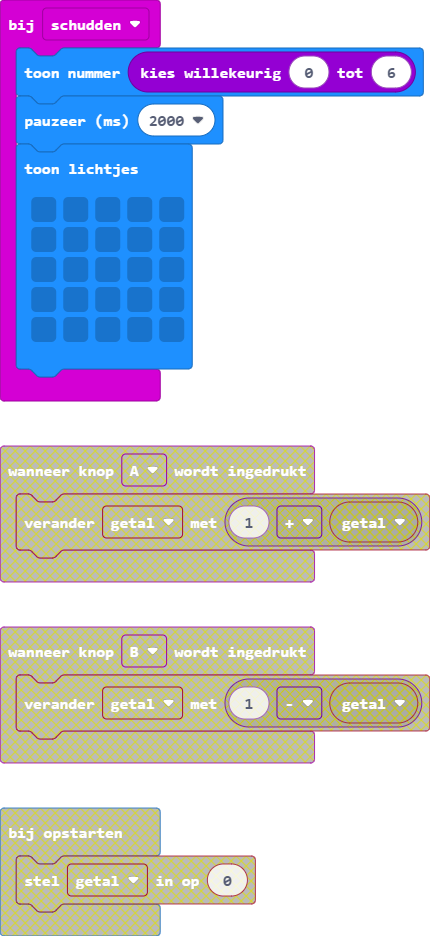 bij schudden
toon nummer kies willekeurig 0 tot 6
pauzeer (ms) 2000
toon lichtjes
wanneer knop A wordt ingedrukt
verander getal met 1 + getal
wanneer knop B wordt ingedrukt
verander getal met 1 - getal
bij opstarten
stel getal in op 0